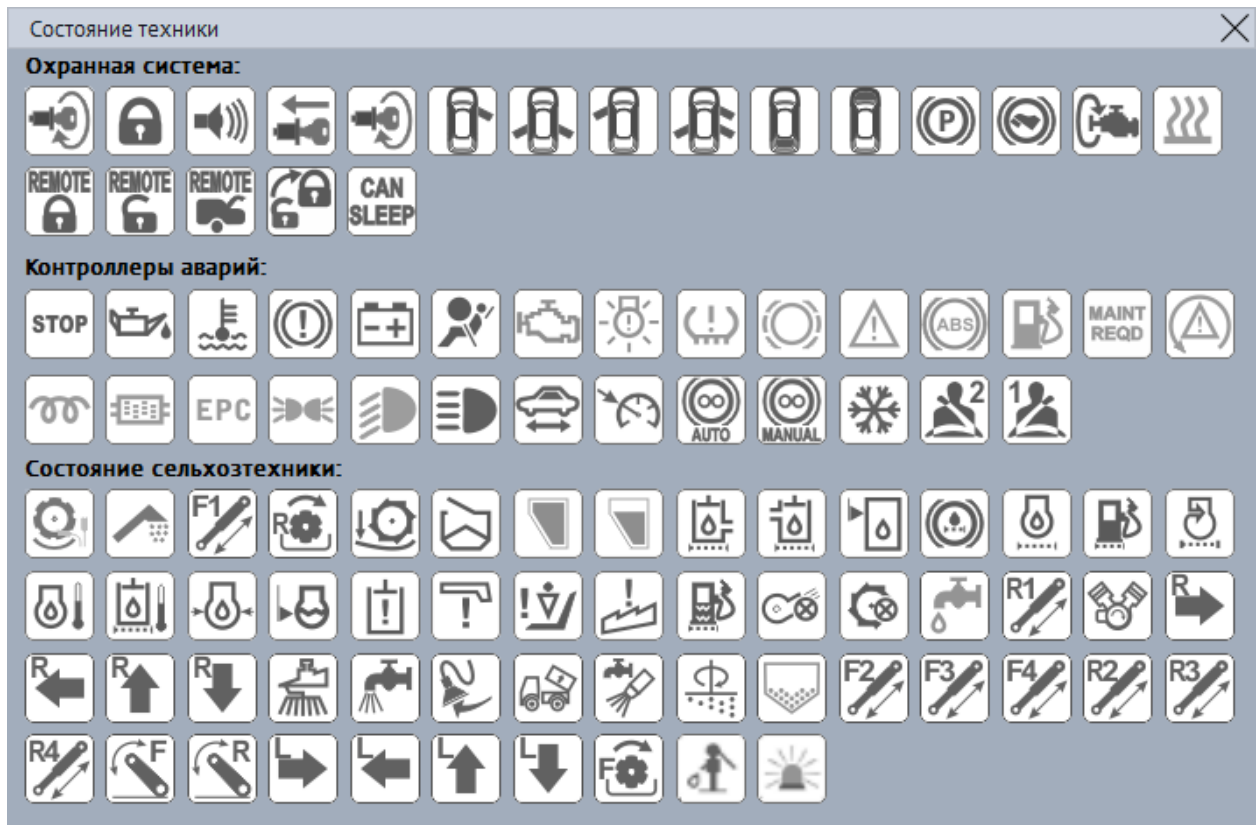 Состояние техники
Охранная система:
P
REMOTE REMOTE REMOTE CAN SLEEP
Контроллеры аварий:
STOP ! - + ! ! ! ABS MAINT REQD !
EPC AUTO MANUAL 2 1
Состояние сельхозтехники:
F1 R
! ! ! ! R1 R
R R R F2 F3 F4 R2 R3
R4 F R L L L L F